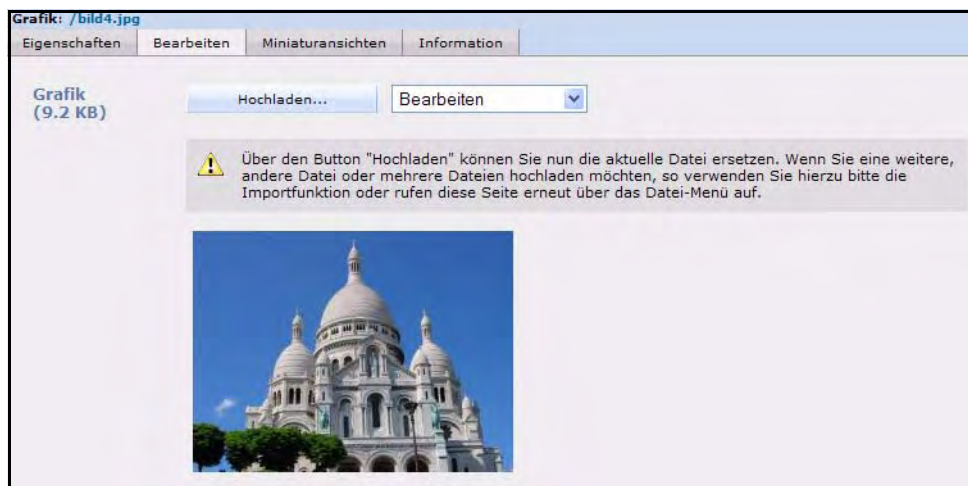 Grafik: /bild4.jpg
Eigenschaften Bearbeiten Miniaturansichten Information
Grafik
(9.2 KB)
Hochladen... Bearbeiten
Über den Button "Hochladen" können Sie nun die aktuelle Datei ersetzen. Wenn Sie eine weitere,
andere Datei oder mehrere Dateien hochladen möchten, so verwenden Sie hierzu bitte die
Importfunktion oder rufen diese Seite erneut über das Datei-Menü auf.